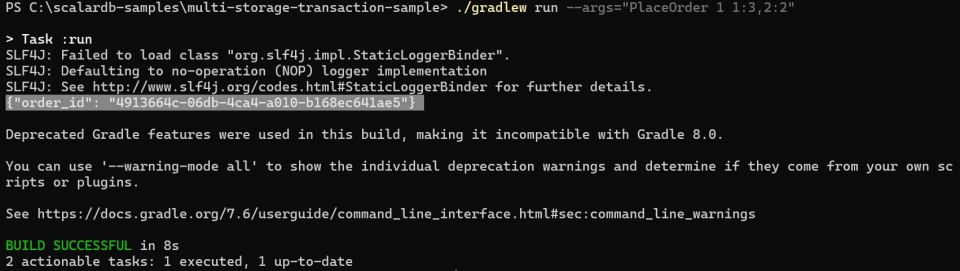 PS C:\scalardb-samples\multi-storage-transaction-sample> ./gradlew run --args="PlaceOrder 1 1:3,2:2"
> Task :run
SLF4J: Failed to load class "org.slf4j.impl.StaticLoggerBinder".
SLF4J: Defaulting to no-operation (NOP) logger implementation
SLF4J: See http://www.slf4j.org/codes.html#StaticLoggerBinder for further details.
{"order_id": "4913664c-06db-4ca4-a010-b168ec641ae5"}
Deprecated Gradle features were used in this build, making it incompatible with Gradle 8.0.
You can use '--warning-mode all' to show the individual deprecation warnings and determine if they come from your own sc
ripts or plugins.
See https://docs.gradle.org/7.6/userguide/command_line_interface.html#sec:command_line_warnings
BUILD SUCCESSFUL in 8s
2 actionable tasks: 1 executed, 1 up-to-date